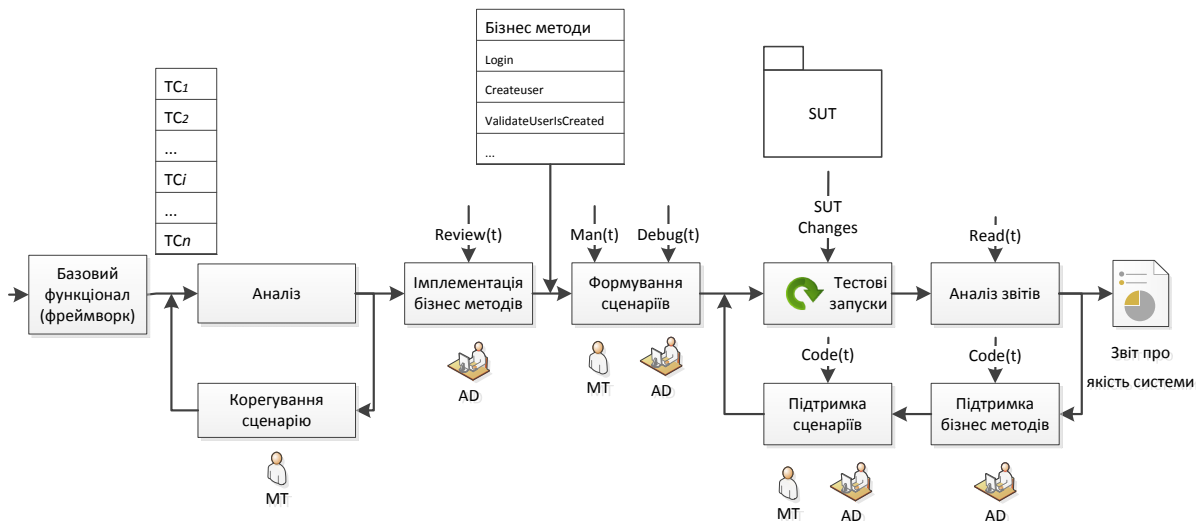 Бізнес методи
Login
Createuser
ValidateUserIsCreated
...
TC1
TC2
...
TCi
...
TCn
SUT
SUT
Changes
Review(t)
Man(t)
Debug(t)
Read(t)
Базовий
функціонал
(фреймворк)
Аналіз
Імплементація
бізнес методів
Формування
сценаріїв
Тестові
запуски
Аналіз звітів
Звіт про
якість системи
AD
MT
AD
Code(t)
Code(t)
Корегування
сценарію
Підтримка
сценаріїв
Підтримка
бізнес методів
MT
MT
AD
AD